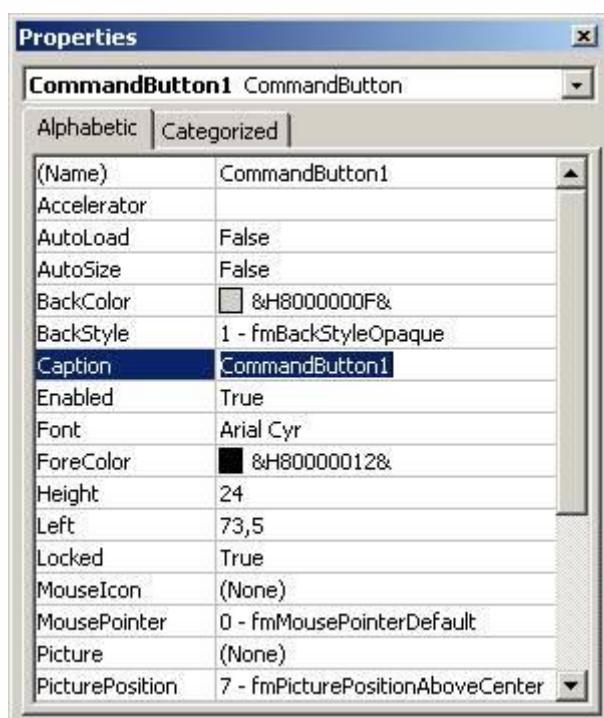 Properties
CommandButton1 CommandButton
Alphabetic Categorized
(Name) CommandButton1
Accelerator
AutoLoad False
AutoSize False
BackColor &H8000000F&
BackStyle 1 - fmBackStyleOpaque
Caption CommandButton1
Enabled True
Font Arial Cyr
ForeColor &H80000012&
Height 24
Left 73,5
Locked True
MouseIcon (None)
MousePointer 0 - fmMousePointerDefault
Picture (None)
PicturePosition 7 - fmPicturePositionAboveCenter